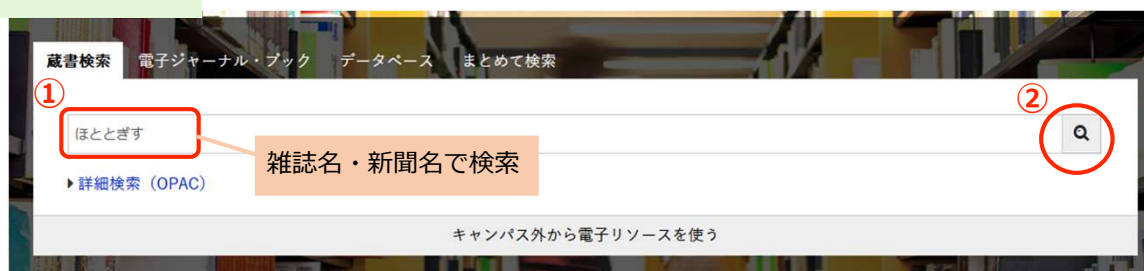 蔵書検索 電子ジャーナル・ブック データベース まとめて検索
① ②
ほととぎす
雑誌名・新聞名で検索
詳細検索（OPAC）
キャンパス外から電子リソースを使う